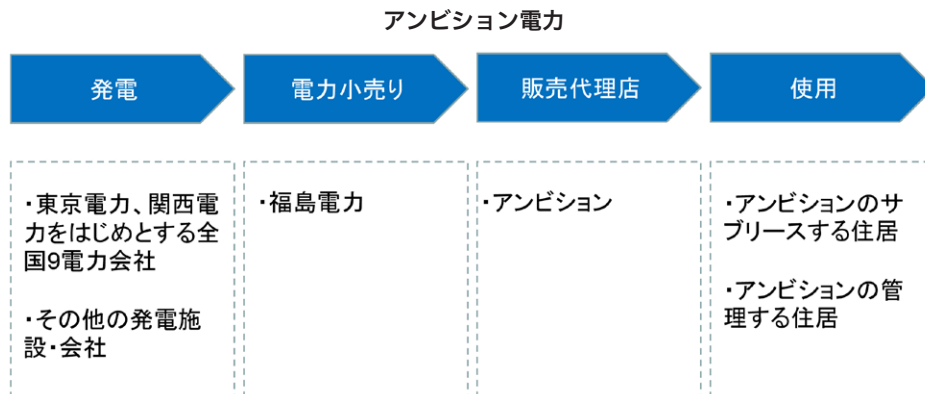 アンビション電力
発電
電力小売り
販売代理店
使用
・東京電力、関西電
力をはじめとする全
国9電力会社
・その他の発電施
設・会社
・福島電力
・アンビション
・アンビションのサ
ブリースする住居
・アンビションの管
理する住居